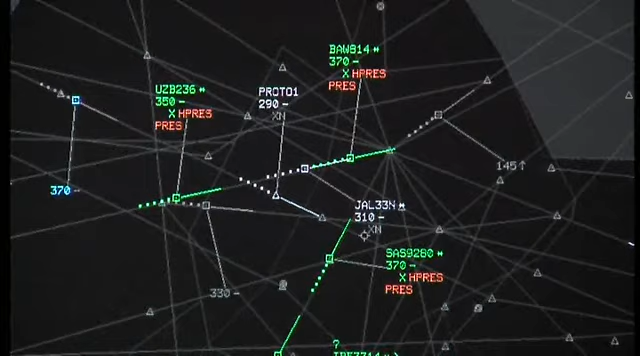 BAW814 *
370 -
X HPRES
PRES
UZB236 *
350 -
X HPRES
PRES
PROTO1
290 -
XN
145↑
370 -
JAL33N *
310 -
XN
SAS9280 *
370 -
X HPRES
PRES
330 -
?